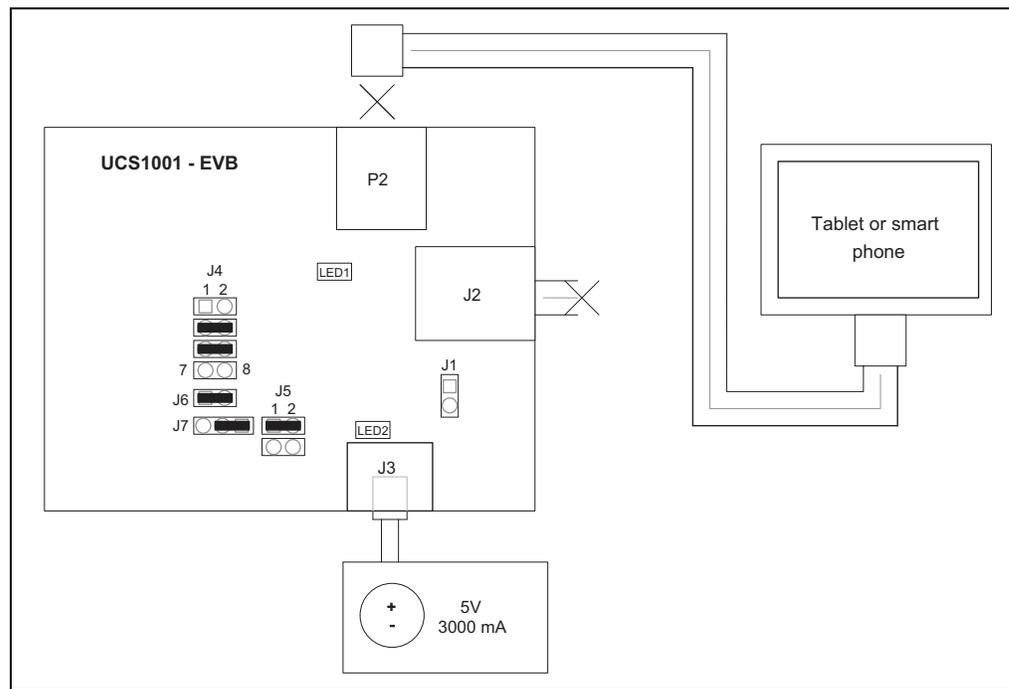 UCS1001 - EVB
P2
Tablet or smart
phone
LED1
J4
1 2
J2
7
8
J1
J6
J5
1 2
J7
LED2
J3
+
-
5V
3000 mA